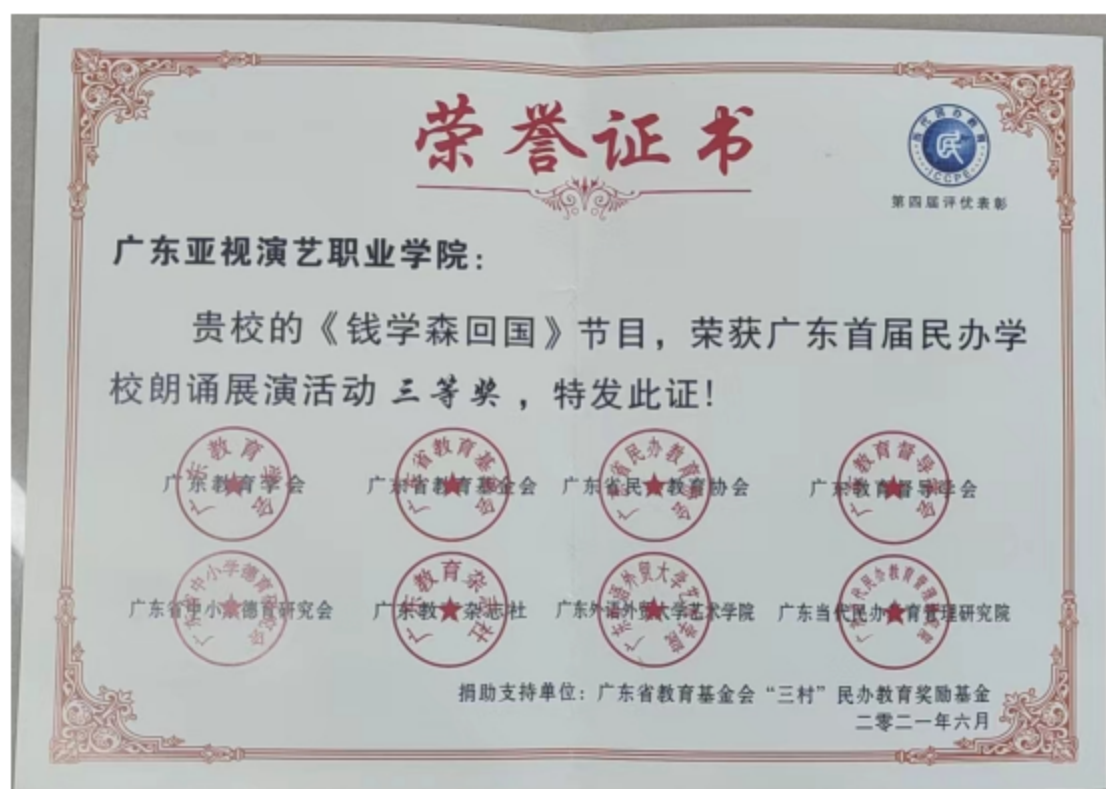 荣誉证书
当代民办教育
ICCPE
第四届评优表彰
广东亚视演艺职业学院：
贵校的《钱学森回国》节目，荣获广东首届民办学
校朗诵展演活动 三等奖 ，特发此证！
广东教育学会 广东省教育基金会 广东省民办教育协会 广东教育督导学会
广东省中小学德育研究会 广东教育杂志社 广东外语外贸大学艺术学院 广东当代民办教育管理研究院
捐助支持单位：广东省教育基金会“三村”民办教育奖励基金
二零二一年六月